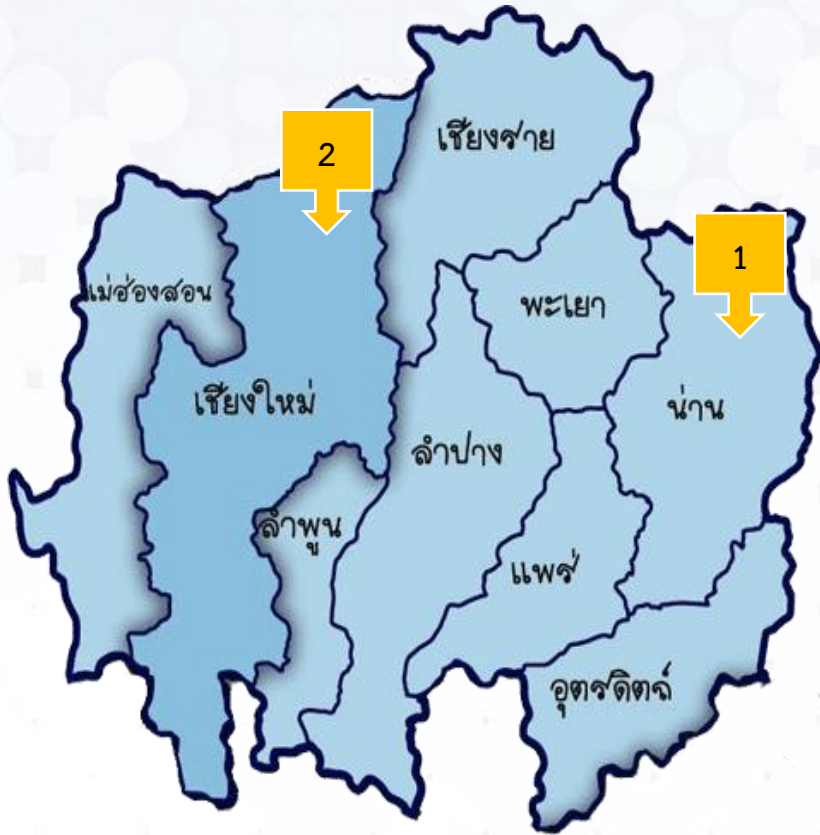 เชียงราย
2
1
แม่ฮ่องสอน
พะเยา
เชียงใหม่
น่าน
ลำปาง
ลำพูน
แพร่
อุตรดิตถ์